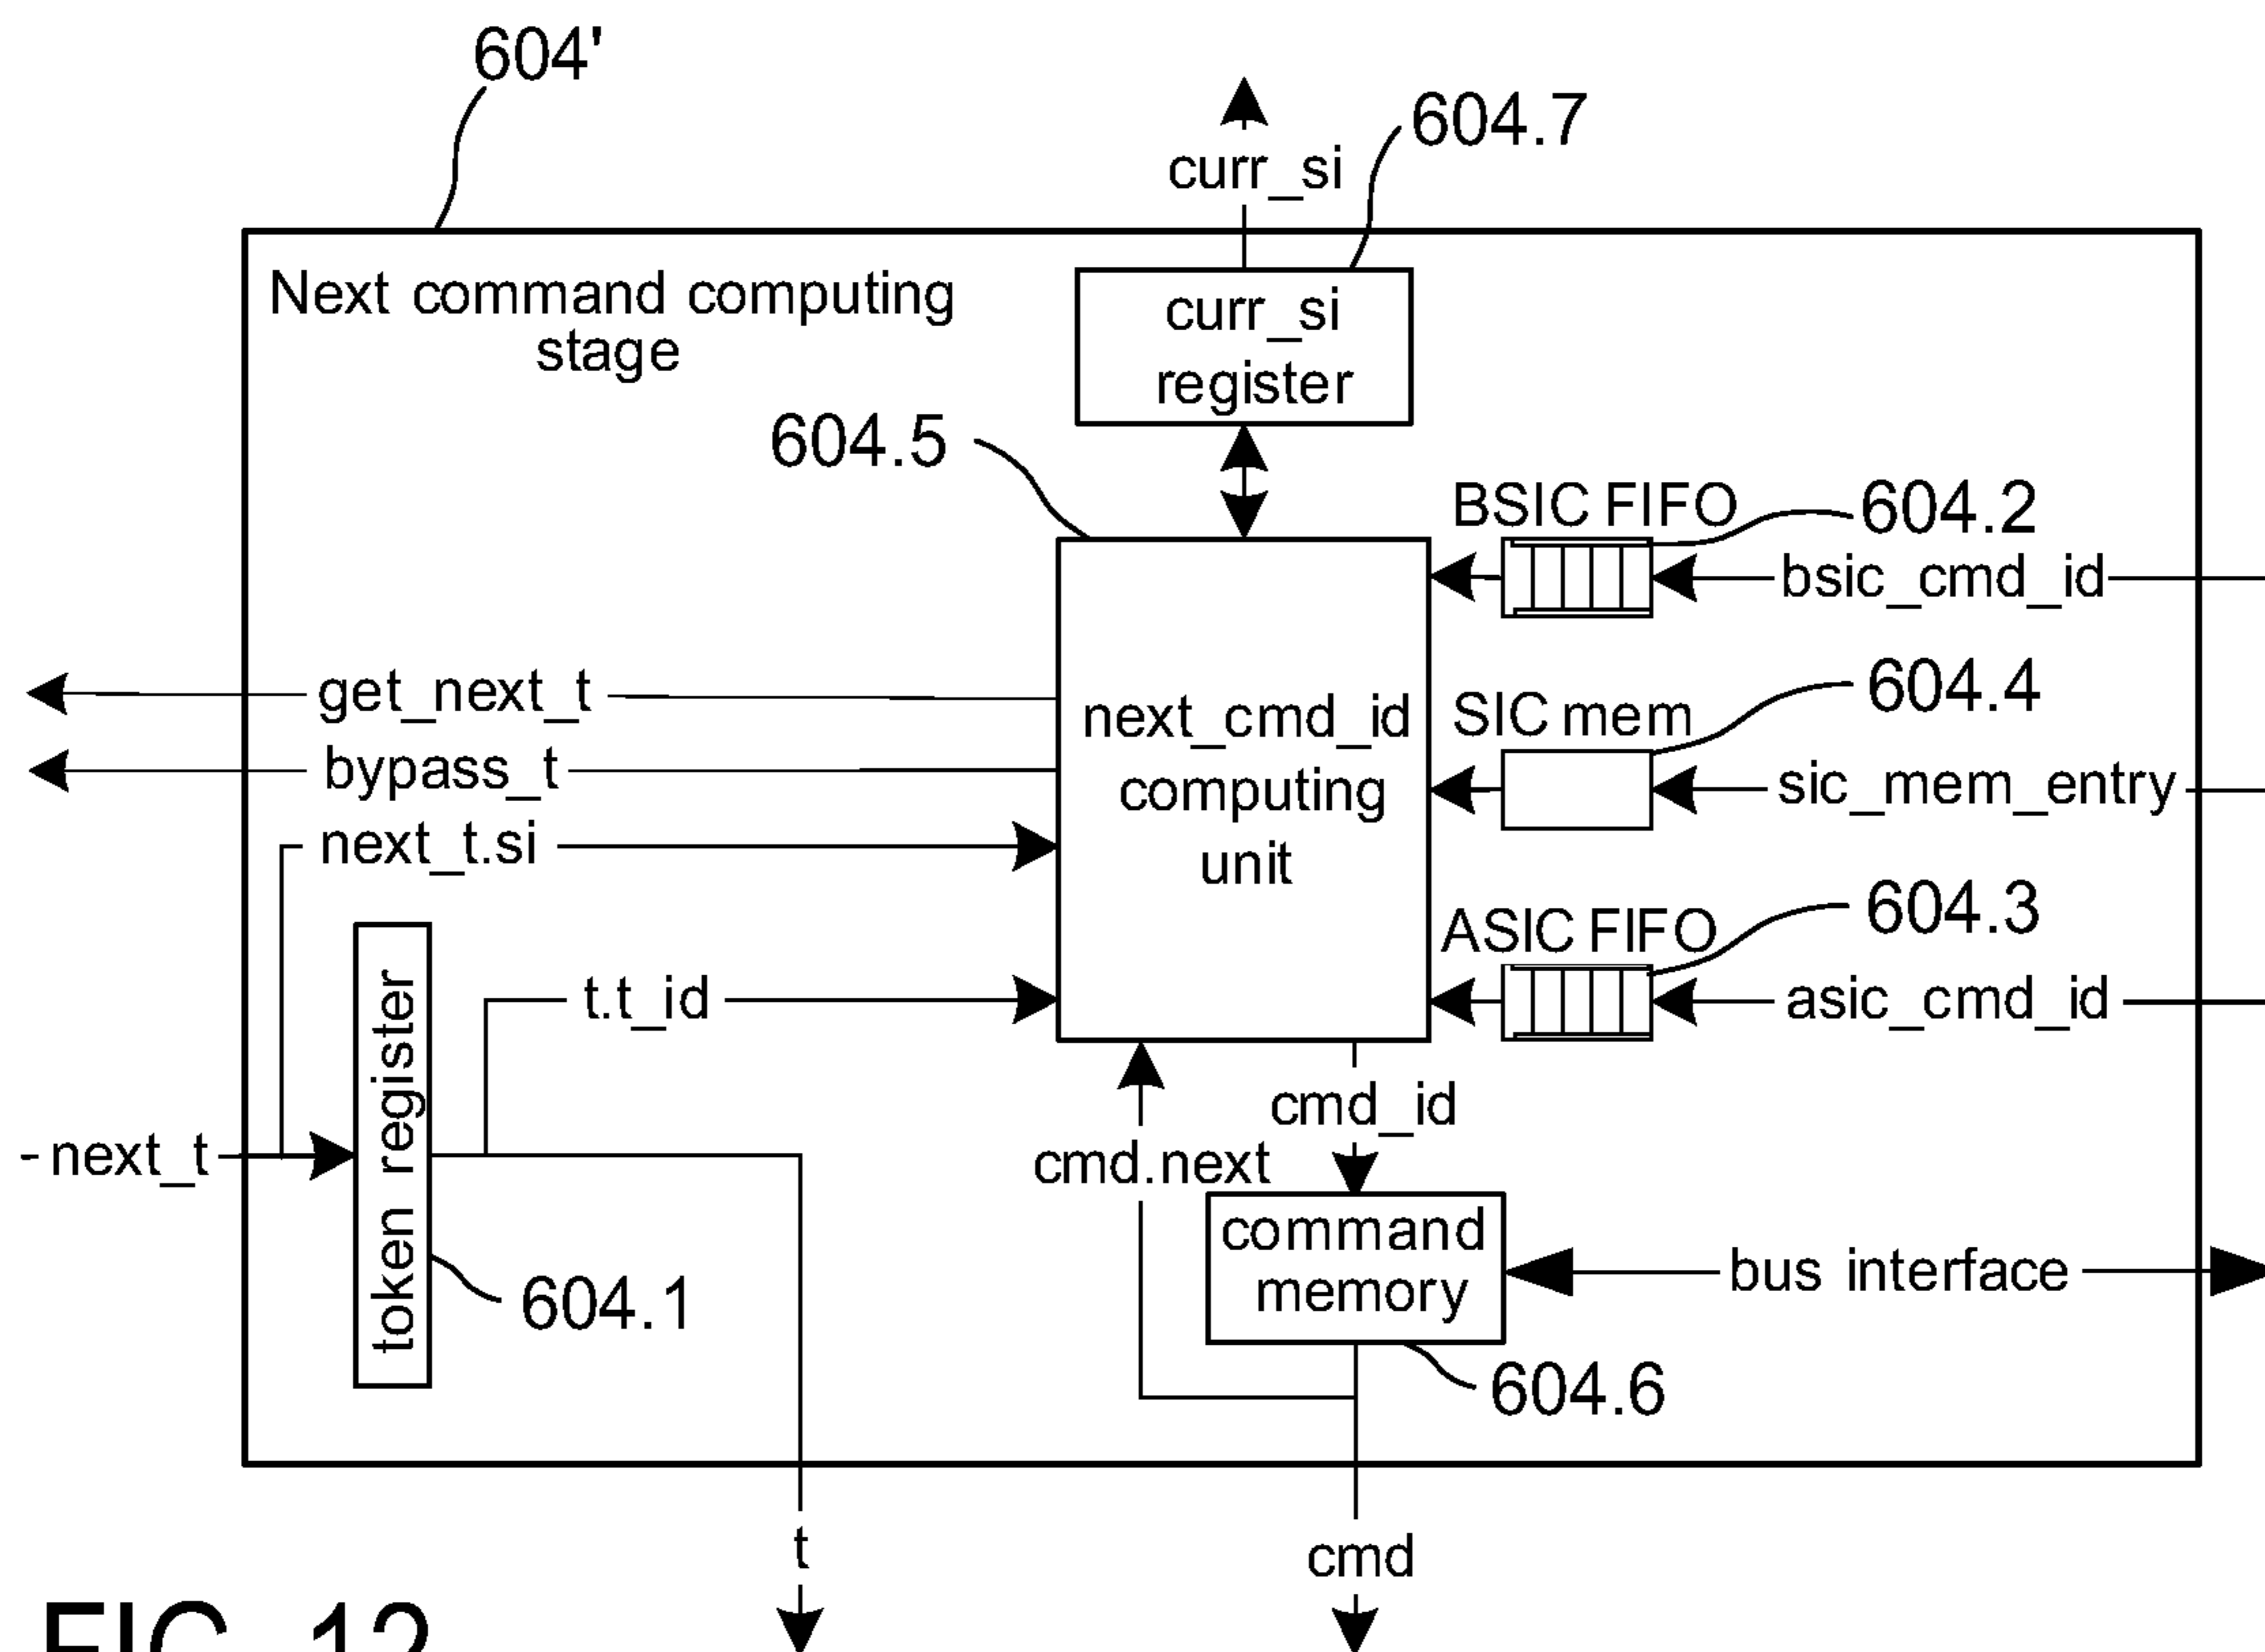 604'
604.7
curr_si
Next command computing
stage
curr_si
register
604.5
BSIC FIFO
604.2
bsic_cmd_id
get_next_t
604.4
SIC mem
next_cmd_id
computing
unit
bypass_t
sic_mem_entry
next_t.si
604.3
ASIC FIFO
t.t_id
asic_cmd_id
token register
cmd_id
next_t
cmd.next
command
memory
bus interface
604.1
604.6
t
cmd
FIG. 12